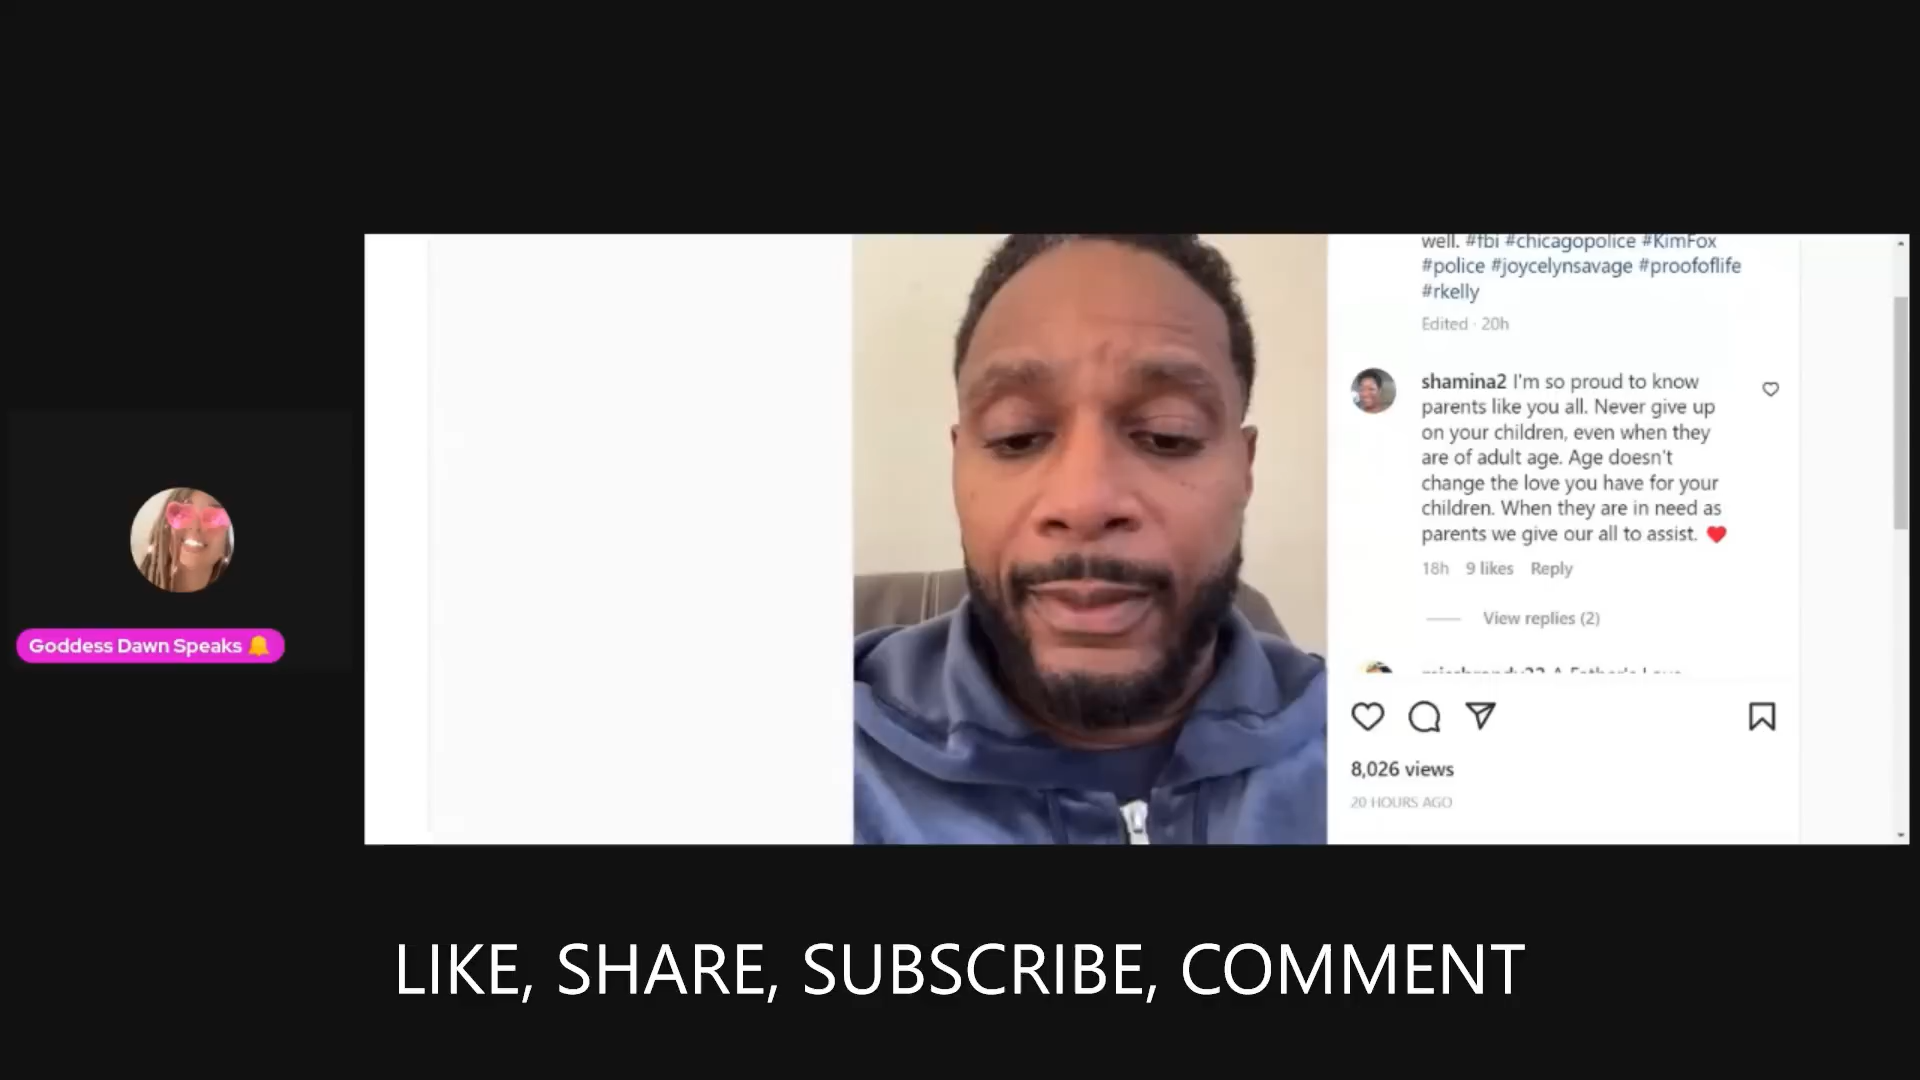 well. #fbi #chicagopolice #KimFox
#police #joycelynsavage #proofoflife
#rkelly
Edited · 20h
shamina2 I'm so proud to know
parents like you all. Never give up
on your children, even when they
are of adult age. Age doesn't
change the love you have for your
children. When they are in need as
parents we give our all to assist. ❤️
18h 9 likes Reply
View replies (2)
A Father's Love
8,026 views
20 HOURS AGO
Goddess Dawn Speaks 🔔
LIKE, SHARE, SUBSCRIBE, COMMENT